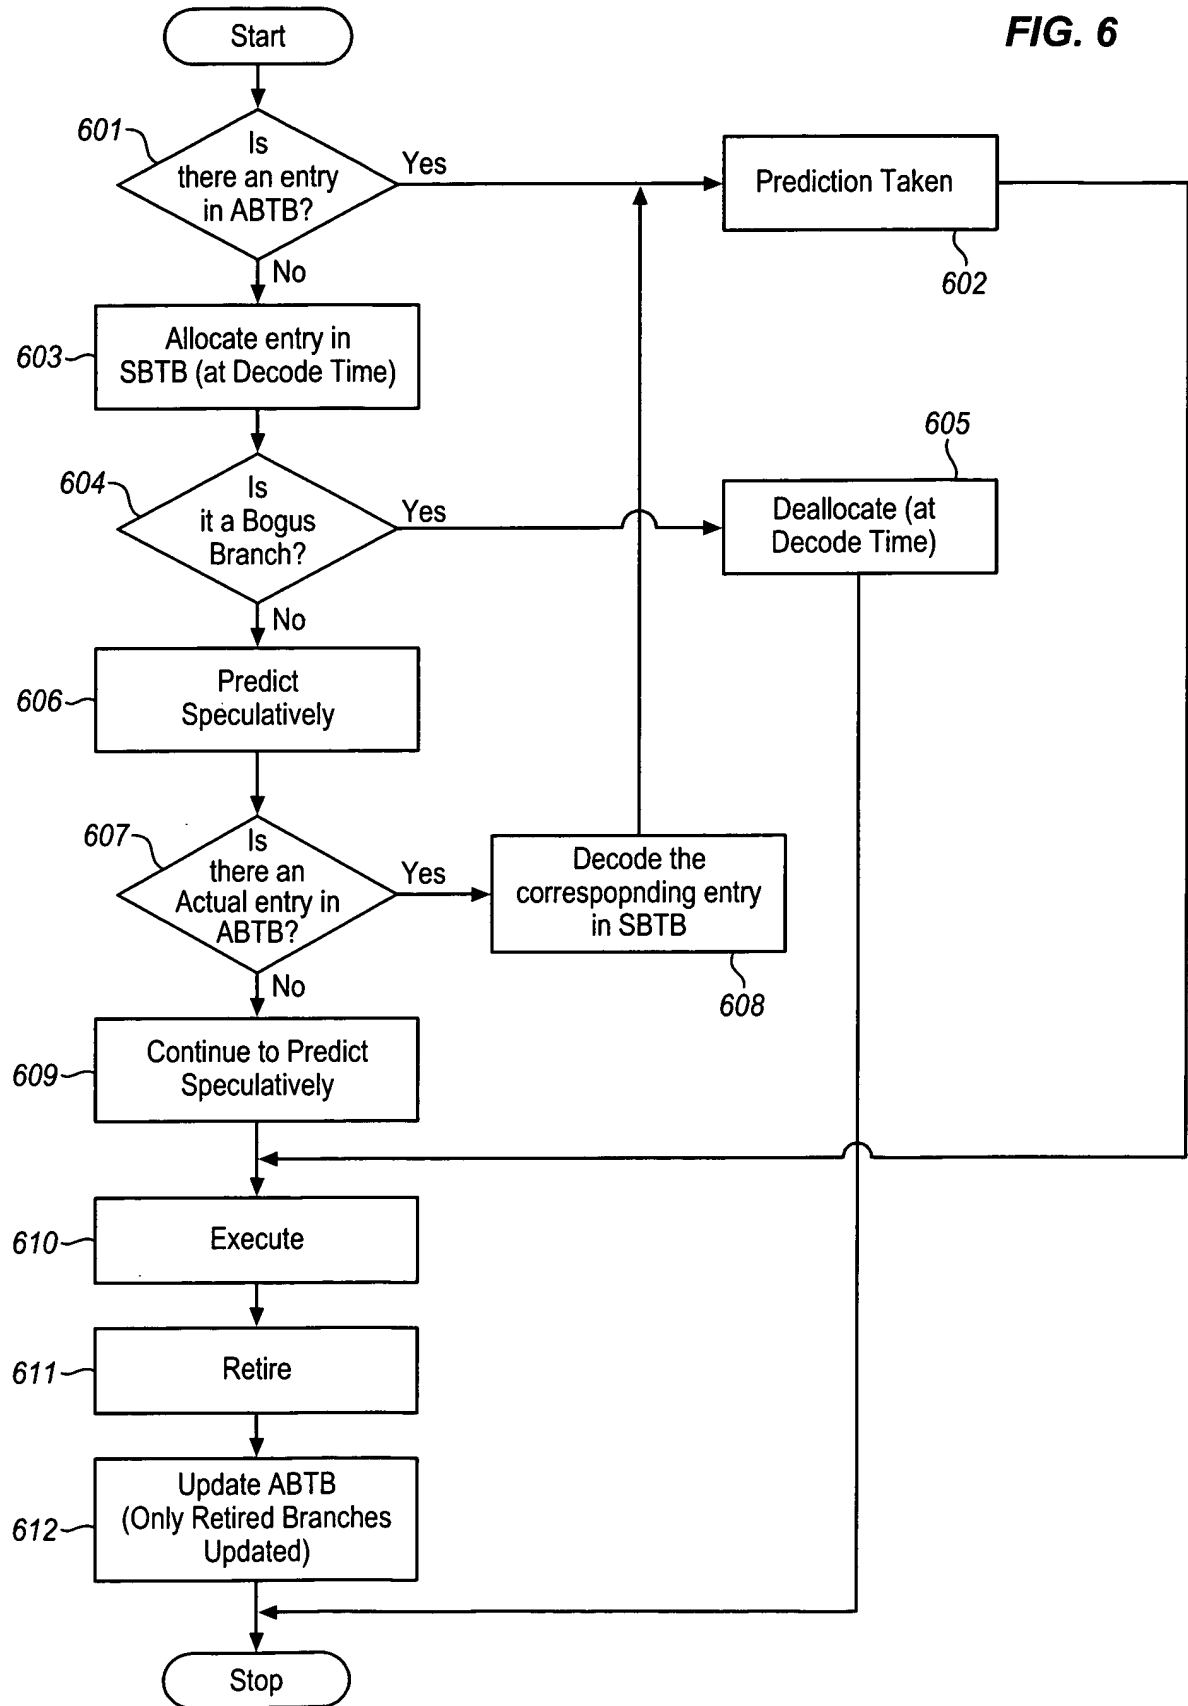 FIG. 6
Start
601
Is
there an entry
in ABTB?
Yes
No
Prediction Taken
602
603
Allocate entry in
SBTB (at Decode Time)
604
Is
it a Bogus
Branch?
Yes
No
605
Deallocate (at
Decode Time)
606
Predict
Speculatively
607
Is
there an
Actual entry in
ABTB?
Yes
No
Decode the
correspopnding entry
in SBTB
608
609
Continue to Predict
Speculatively
610
Execute
611
Retire
612
Update ABTB
(Only Retired Branches
Updated)
Stop